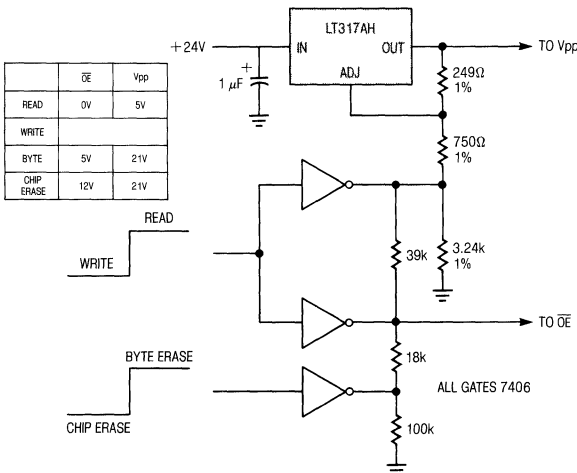 LT317AH
+24V
IN
OUT
TO Vpp
ADJ
+
1 μF
249Ω
1%
OE Vpp
READ 0V 5V
WRITE
BYTE 5V 21V
CHIP ERASE 12V 21V
750Ω
1%
READ
WRITE
39k
3.24k
1%
TO OE
BYTE ERASE
18k
ALL GATES 7406
CHIP ERASE
100k